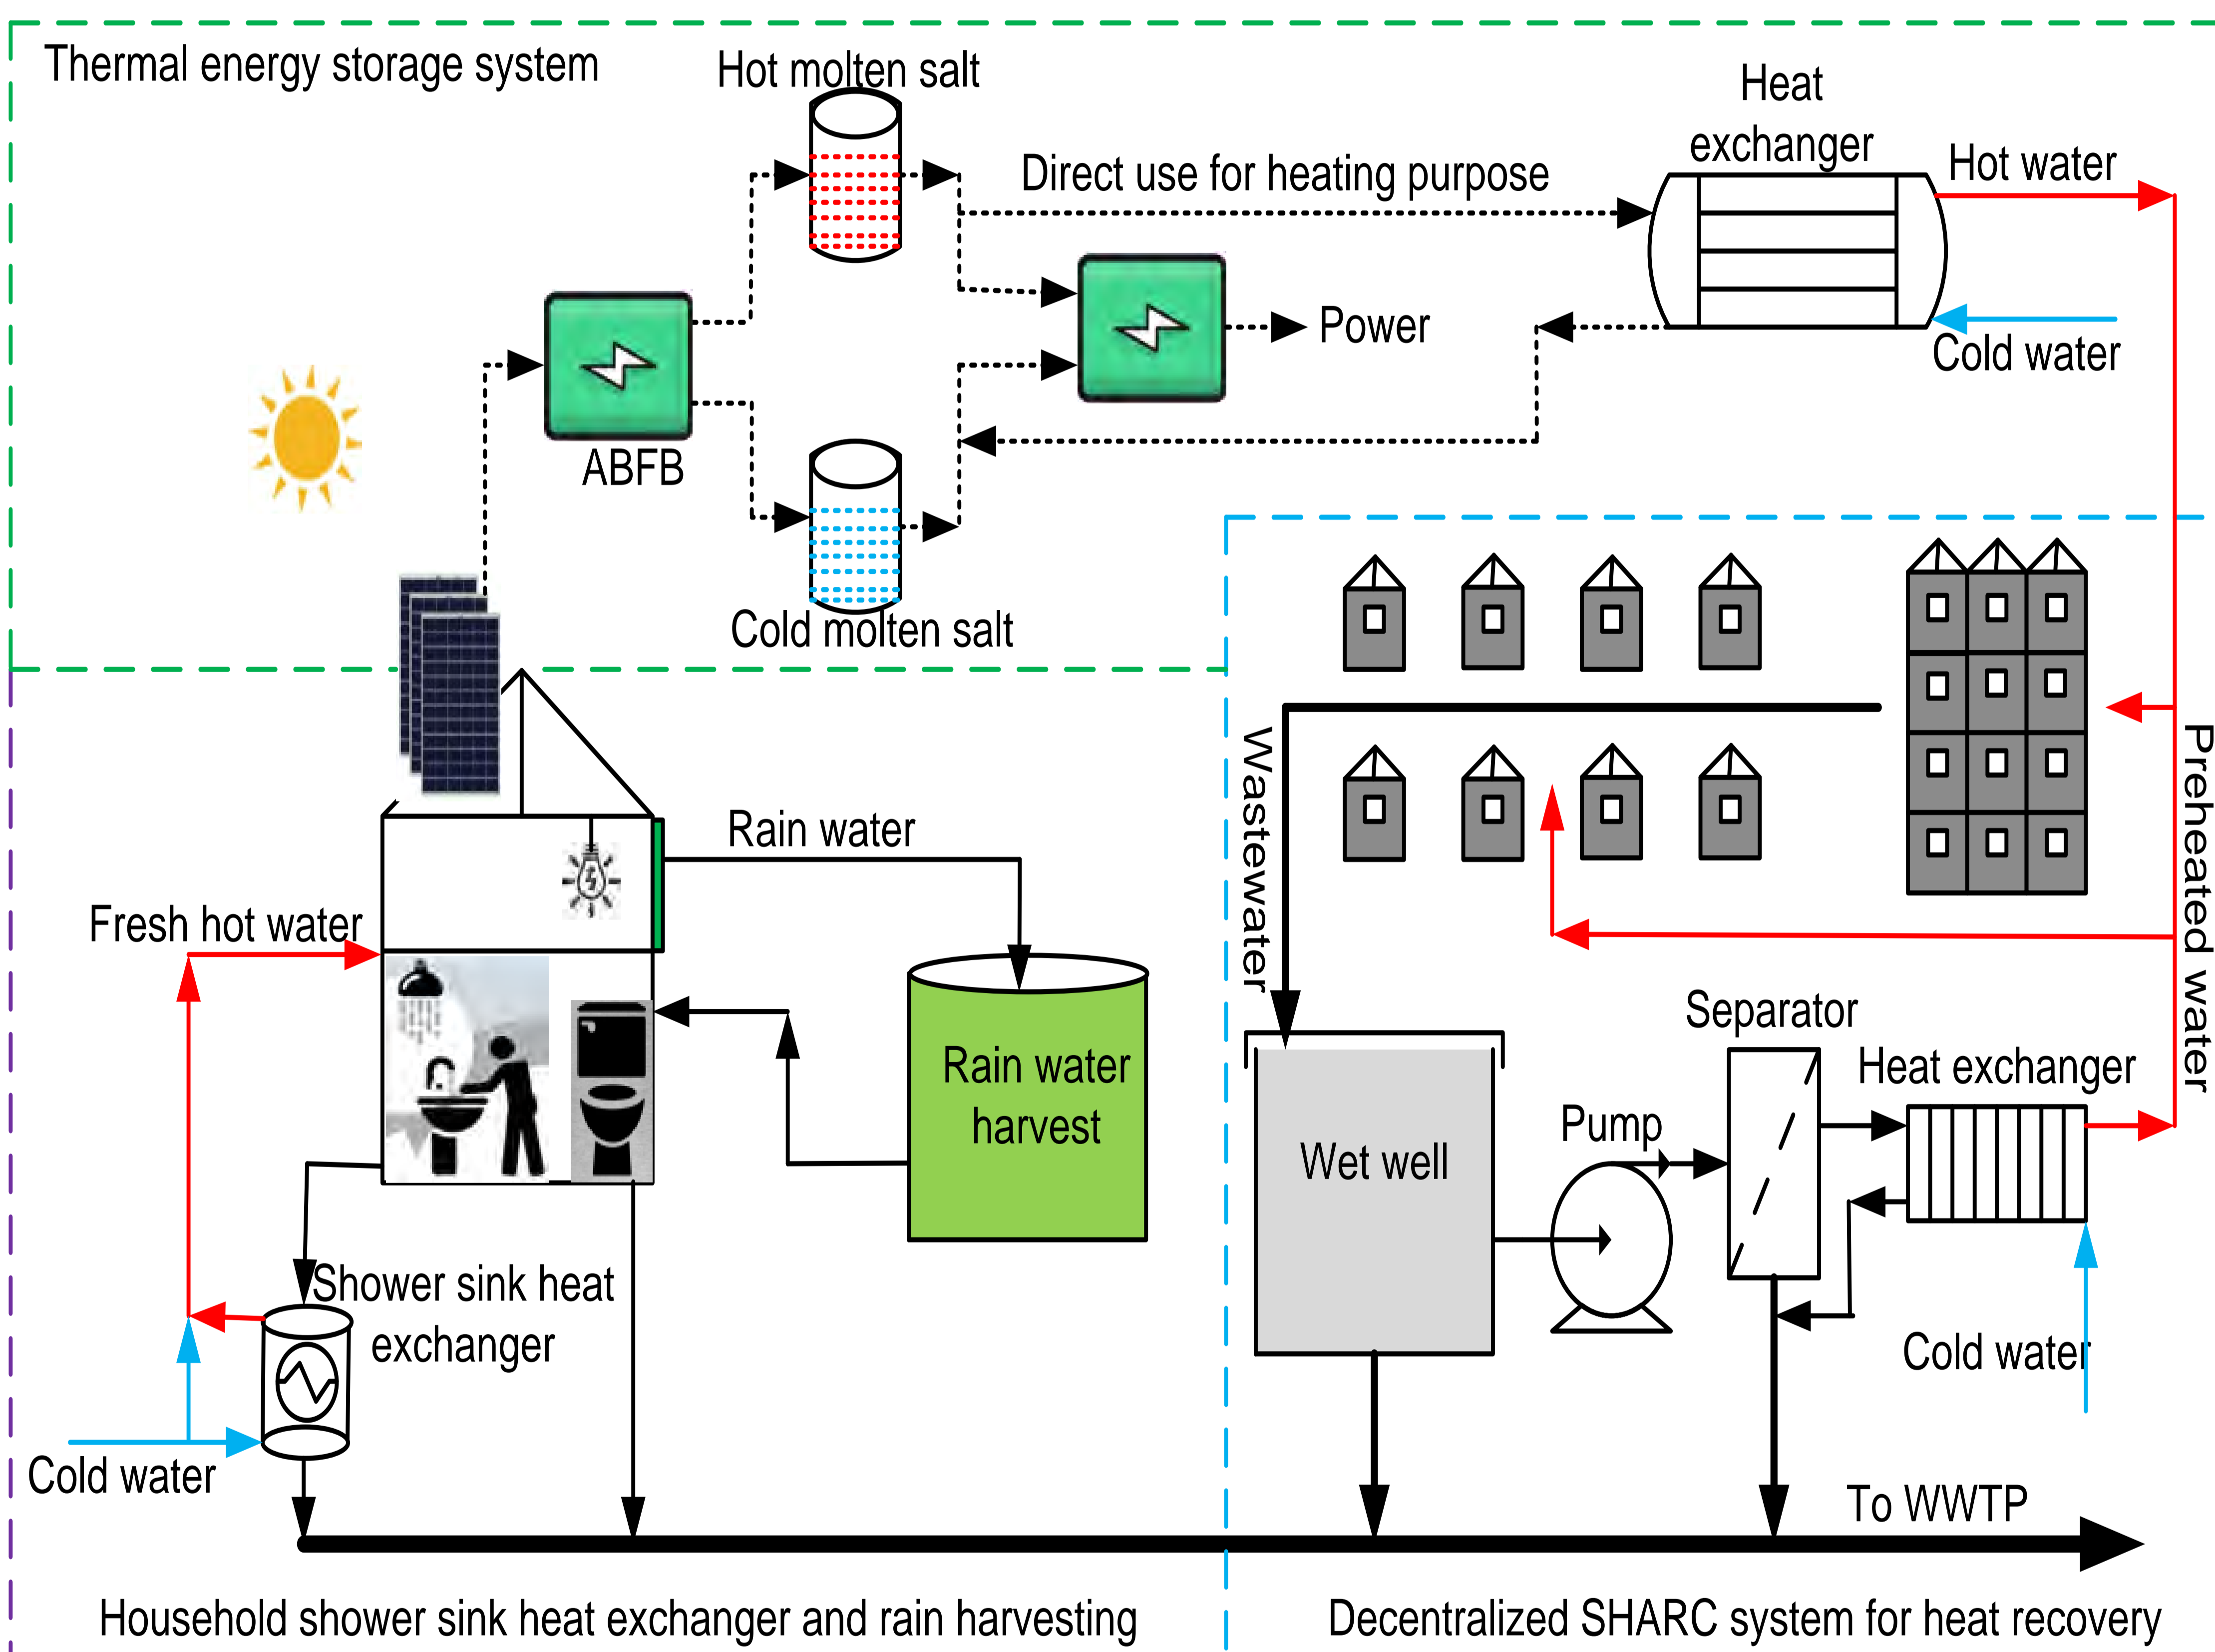 Thermal energy storage system
Hot molten salt
Heat
exchanger
Hot water
Direct use for heating purpose
Power
Cold water
ABFB
Cold molten salt
Rain water
Fresh hot water
Rain water
harvest
Shower sink heat
exchanger
Cold water
Household shower sink heat exchanger and rain harvesting
Wastewater
Preheated water
Separator
Heat exchanger
Pump
Wet well
Cold water
To WWTP
Decentralized SHARC system for heat recovery